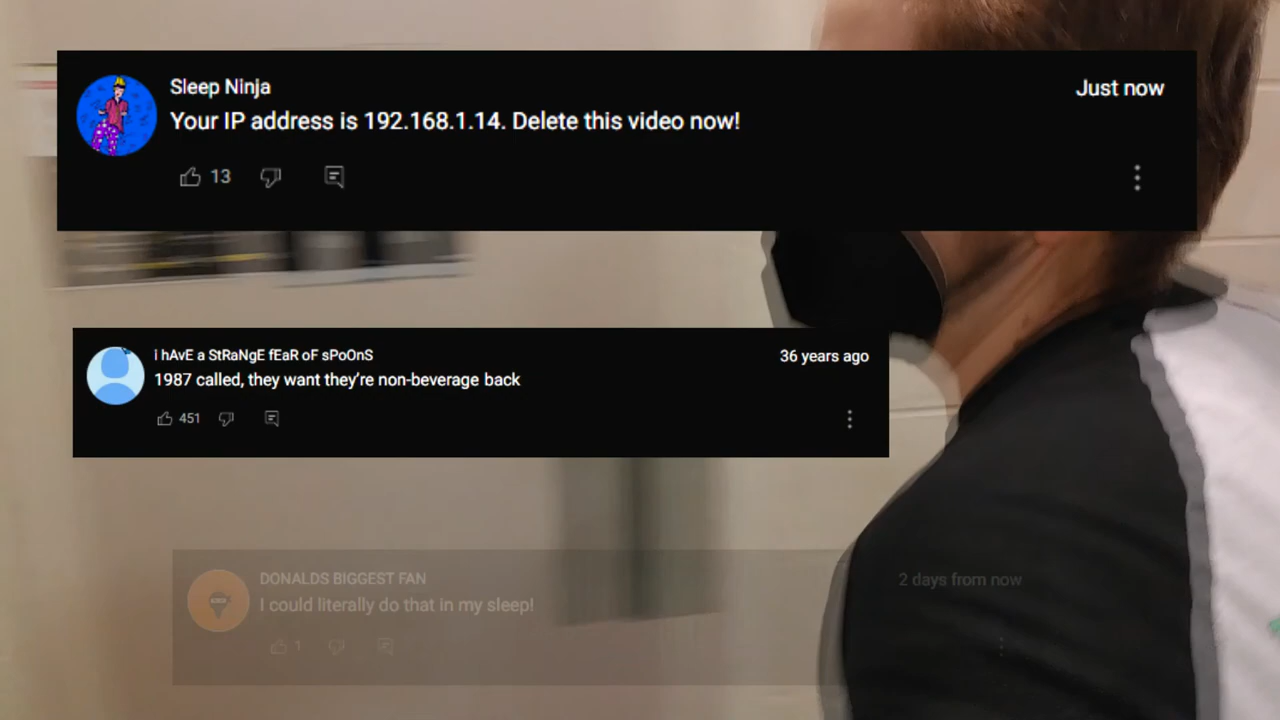 Sleep Ninja
Just now
Your IP address is 192.168.1.14. Delete this video now!
13
i hAvE a StRaNgE fEaR oF sPoOnS
36 years ago
1987 called, they want they’re non-beverage back
451
DONALDS BIGGEST FAN
2 days from now
I could literally do that in my sleep!
1